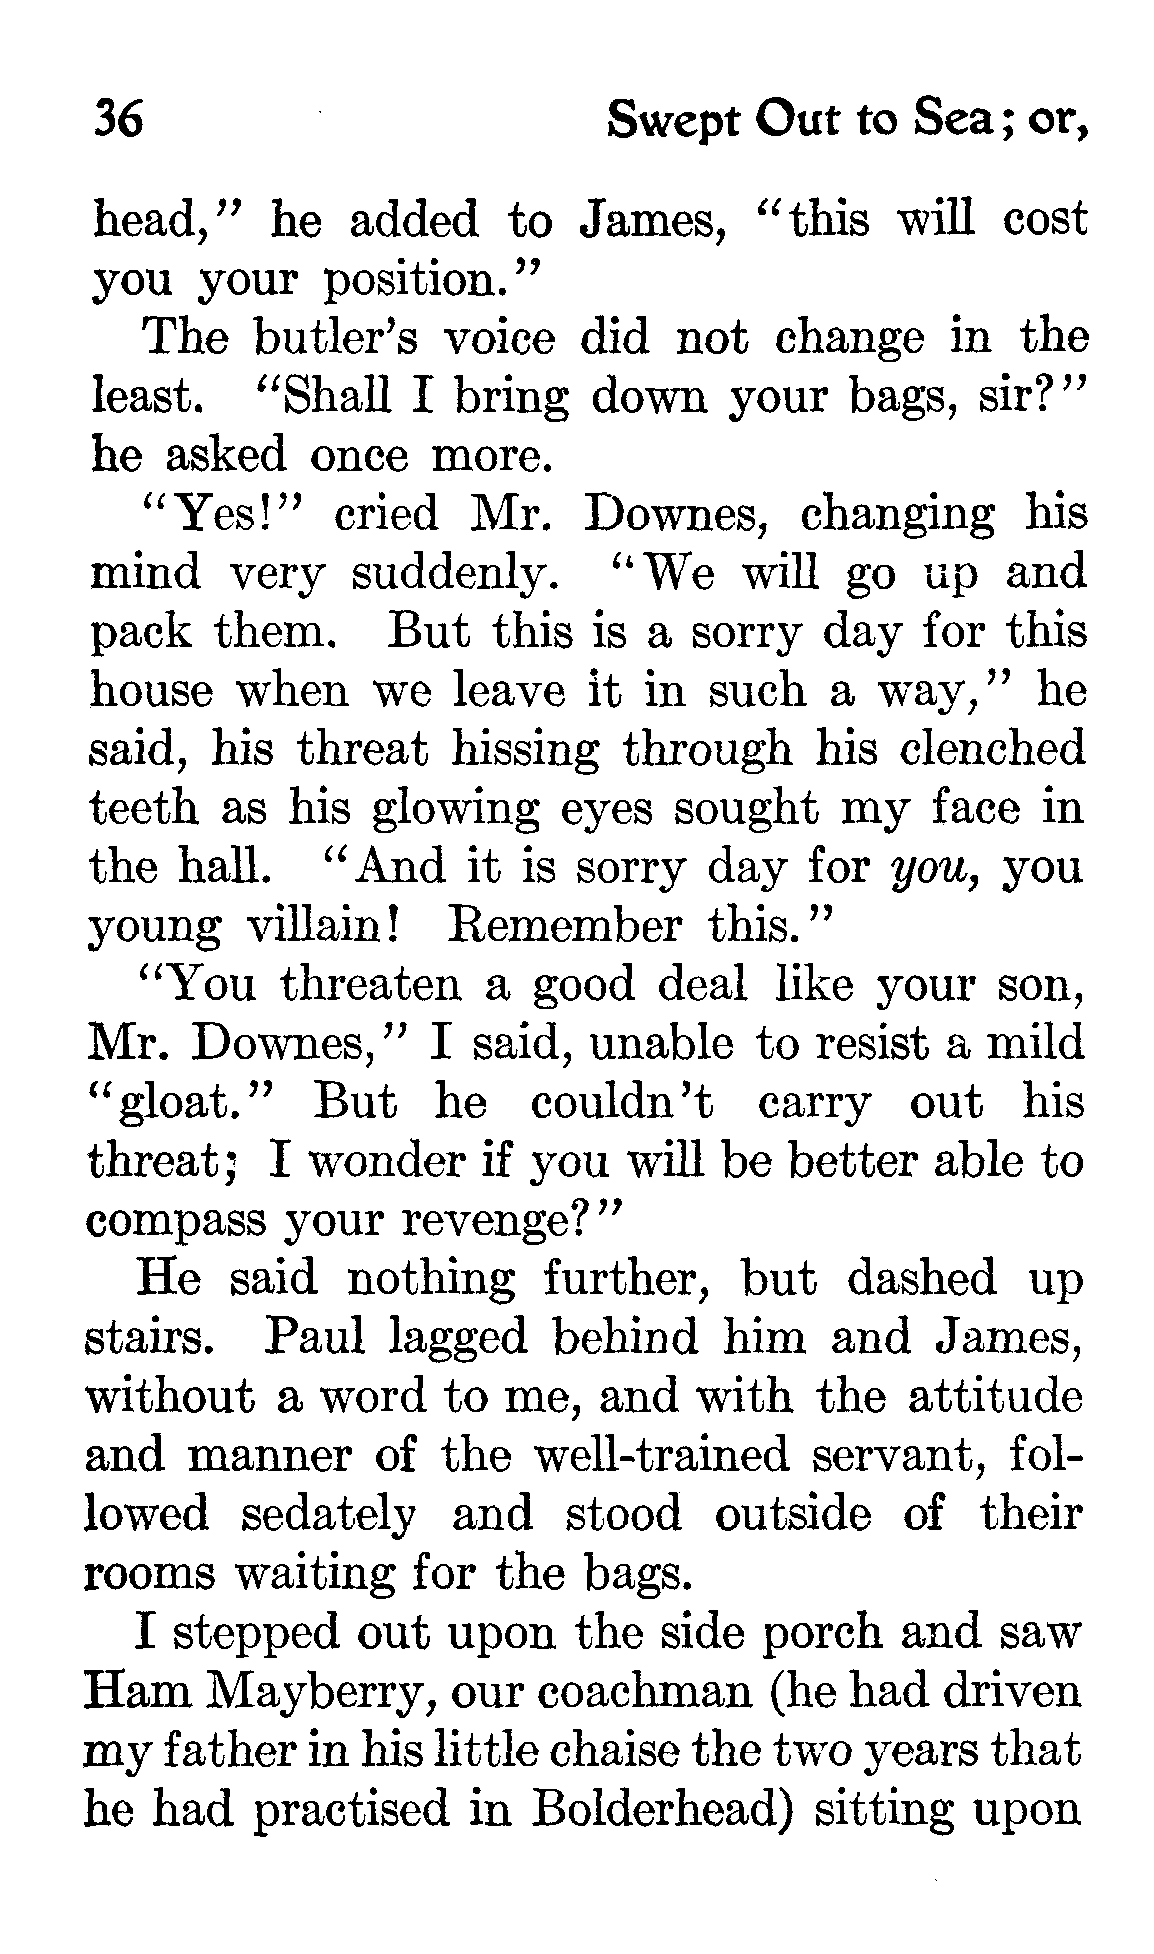 36 Swept Out to Sea; or,
head," he added to James, "this will cost
you your position."
The butler's voice did not change in the
least. "Shall I bring down your bags, sir?"
he asked once more.
"Yes!" cried Mr. Downes, changing his
mind very suddenly. "We will go up and
pack them. But this is a sorry day for this
house when we leave it in such a way," he
said, his threat hissing through his clenched
teeth as his glowing eyes sought my face in
the hall. "And it is sorry day for you, you
young villain! Remember this."
"You threaten a good deal like your son,
Mr. Downes," I said, unable to resist a mild
"gloat." But he couldn't carry out his
threat; I wonder if you will be better able to
compass your revenge?"
He said nothing further, but dashed up
stairs. Paul lagged behind him and James,
without a word to me, and with the attitude
and manner of the well-trained servant, fol-
lowed sedately and stood outside of their
rooms waiting for the bags.
I stepped out upon the side porch and saw
Ham Mayberry, our coachman (he had driven
my father in his little chaise the two years that
he had practised in Bolderhead) sitting upon